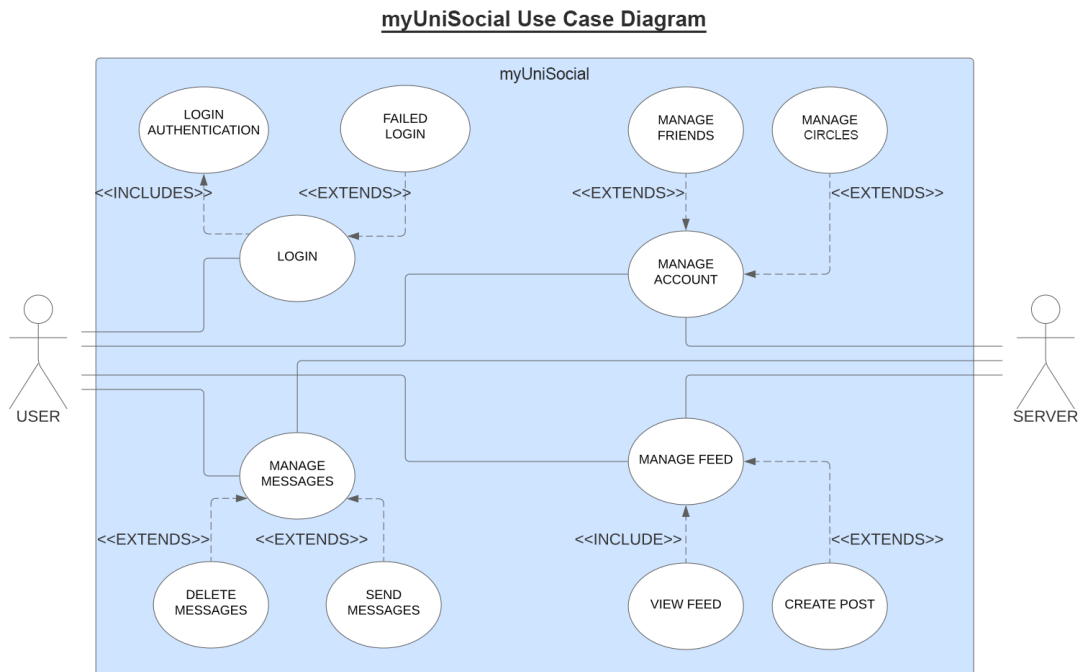 myUniSocial Use Case Diagram
myUniSocial
LOGIN
AUTHENTICATION
FAILED
LOGIN
MANAGE
FRIENDS
MANAGE
CIRCLES
<<INCLUDES>>
<<EXTENDS>>
<<EXTENDS>>
<<EXTENDS>>
LOGIN
MANAGE
ACCOUNT
USER
SERVER
MANAGE
MESSAGES
MANAGE FEED
<<EXTENDS>>
<<EXTENDS>>
<<INCLUDE>>
<<EXTENDS>>
DELETE
MESSAGES
SEND
MESSAGES
VIEW FEED
CREATE POST